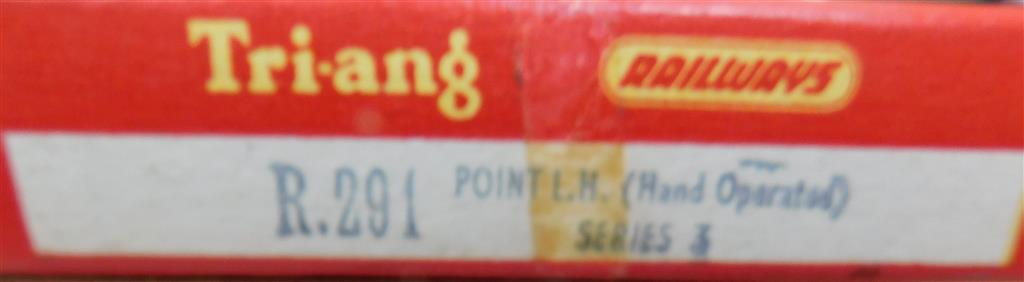 Tri-ang RAILWAYS
R.291 POINT L.H. (Hand Operated)
SERIES 3